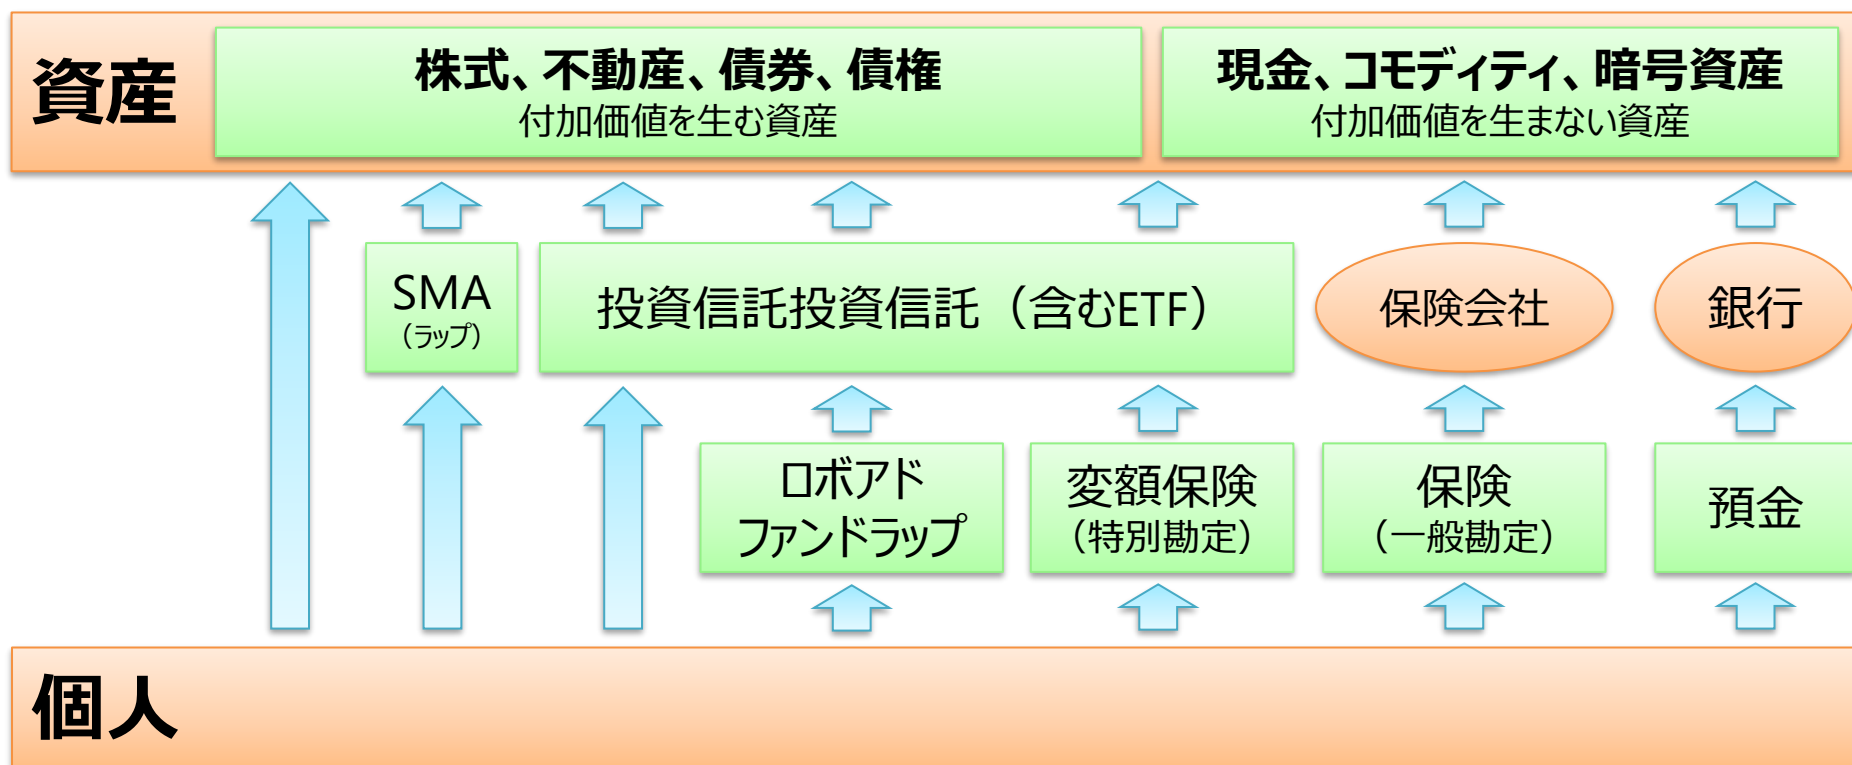 資産
株式、不動産、債券、債権
付加価値を生む資産
現金、コモディティ、暗号資産
付加価値を生まない資産
SMA
（ラップ）
投資信託投資信託（含むETF）
保険会社
銀行
ロボアド
ファンドラップ
変額保険
（特別勘定）
保険
（一般勘定）
預金
個人